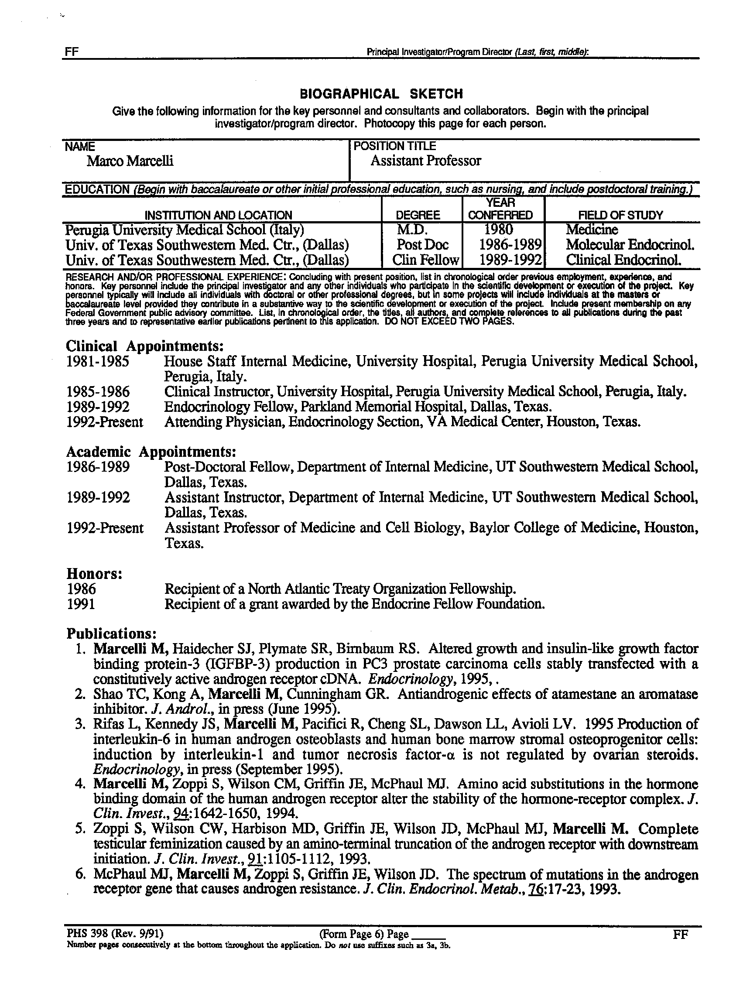 FF Principal Investigator/Program Director (Last, first, middle):
BIOGRAPHICAL SKETCH
Give the following information for the key personnel and consultants and collaborators. Begin with the principal
investigator/program director. Photocopy this page for each person.
NAME POSITION TITLE
Marco Marcelli Assistant Professor
EDUCATION (Begin with baccalaureate or other initial professional education, such as nursing, and include postdoctoral training.)
INSTITUTION AND LOCATION DEGREE YEAR CONFERRED FIELD OF STUDY
Perugia University Medical School (Italy) M.D. 1980 Medicine
Univ. of Texas Southwestern Med. Ctr., (Dallas) Post Doc 1986-1989 Molecular Endocrinol.
Univ. of Texas Southwestern Med. Ctr., (Dallas) Clin Fellow 1989-1992 Clinical Endocrinol.
RESEARCH AND/OR PROFESSIONAL EXPERIENCE: Concluding with present position, list in chronological order previous employment, experience, and
honors. Key personnel include the principal investigator and any other individuals who participate in the scientific development or execution of the project. Key
personnel typically will include all individuals with doctoral or other professional degrees, but in some projects will include individuals at the masters or
baccalaureate level provided they contribute in a substantive way to the scientific development or execution of the project. Include present membership on any
Federal Government public advisory committee. List, in chronological order, the titles, all authors, and complete references to all publications during the past
three years and to representative earlier publications pertinent to this application. DO NOT EXCEED TWO PAGES.
Clinical Appointments:
1981-1985 House Staff Internal Medicine, University Hospital, Perugia University Medical School,
Perugia, Italy.
1985-1986 Clinical Instructor, University Hospital, Perugia University Medical School, Perugia, Italy.
1989-1992 Endocrinology Fellow, Parkland Memorial Hospital, Dallas, Texas.
1992-Present Attending Physician, Endocrinology Section, VA Medical Center, Houston, Texas.
Academic Appointments:
1986-1989 Post-Doctoral Fellow, Department of Internal Medicine, UT Southwestern Medical School,
Dallas, Texas.
1989-1992 Assistant Instructor, Department of Internal Medicine, UT Southwestern Medical School,
Dallas, Texas.
1992-Present Assistant Professor of Medicine and Cell Biology, Baylor College of Medicine, Houston,
Texas.
Honors:
1986 Recipient of a North Atlantic Treaty Organization Fellowship.
1991 Recipient of a grant awarded by the Endocrine Fellow Foundation.
Publications:
1. Marcelli M, Haidecher SJ, Plymate SR, Birnbaum RS. Altered growth and insulin-like growth factor
binding protein-3 (IGFBP-3) production in PC3 prostate carcinoma cells stably transfected with a
constitutively active androgen receptor cDNA. Endocrinology, 1995, .
2. Shao TC, Kong A, Marcelli M, Cunningham GR. Antiandrogenic effects of atamestane an aromatase
inhibitor. J. Androl., in press (June 1995).
3. Rifas L, Kennedy JS, Marcelli M, Pacifici R, Cheng SL, Dawson LL, Avioli LV. 1995 Production of
interleukin-6 in human androgen osteoblasts and human bone marrow stromal osteoprogenitor cells:
induction by interleukin-1 and tumor necrosis factor-α is not regulated by ovarian steroids.
Endocrinology, in press (September 1995).
4. Marcelli M, Zoppi S, Wilson CM, Griffin JE, McPhaul MJ. Amino acid substitutions in the hormone
binding domain of the human androgen receptor alter the stability of the hormone-receptor complex. J.
Clin. Invest., 94:1642-1650, 1994.
5. Zoppi S, Wilson CW, Harbison MD, Griffin JE, Wilson JD, McPhaul MJ, Marcelli M. Complete
testicular feminization caused by an amino-terminal truncation of the androgen receptor with downstream
initiation. J. Clin. Invest., 91:1105-1112, 1993.
6. McPhaul MJ, Marcelli M, Zoppi S, Griffin JE, Wilson JD. The spectrum of mutations in the androgen
receptor gene that causes androgen resistance. J. Clin. Endocrinol. Metab., 76:17-23, 1993.
PHS 398 (Rev. 9/91) (Form Page 6) Page ______ FF
Number pages consecutively at the bottom throughout the application. Do not use suffixes such as 3a, 3b.